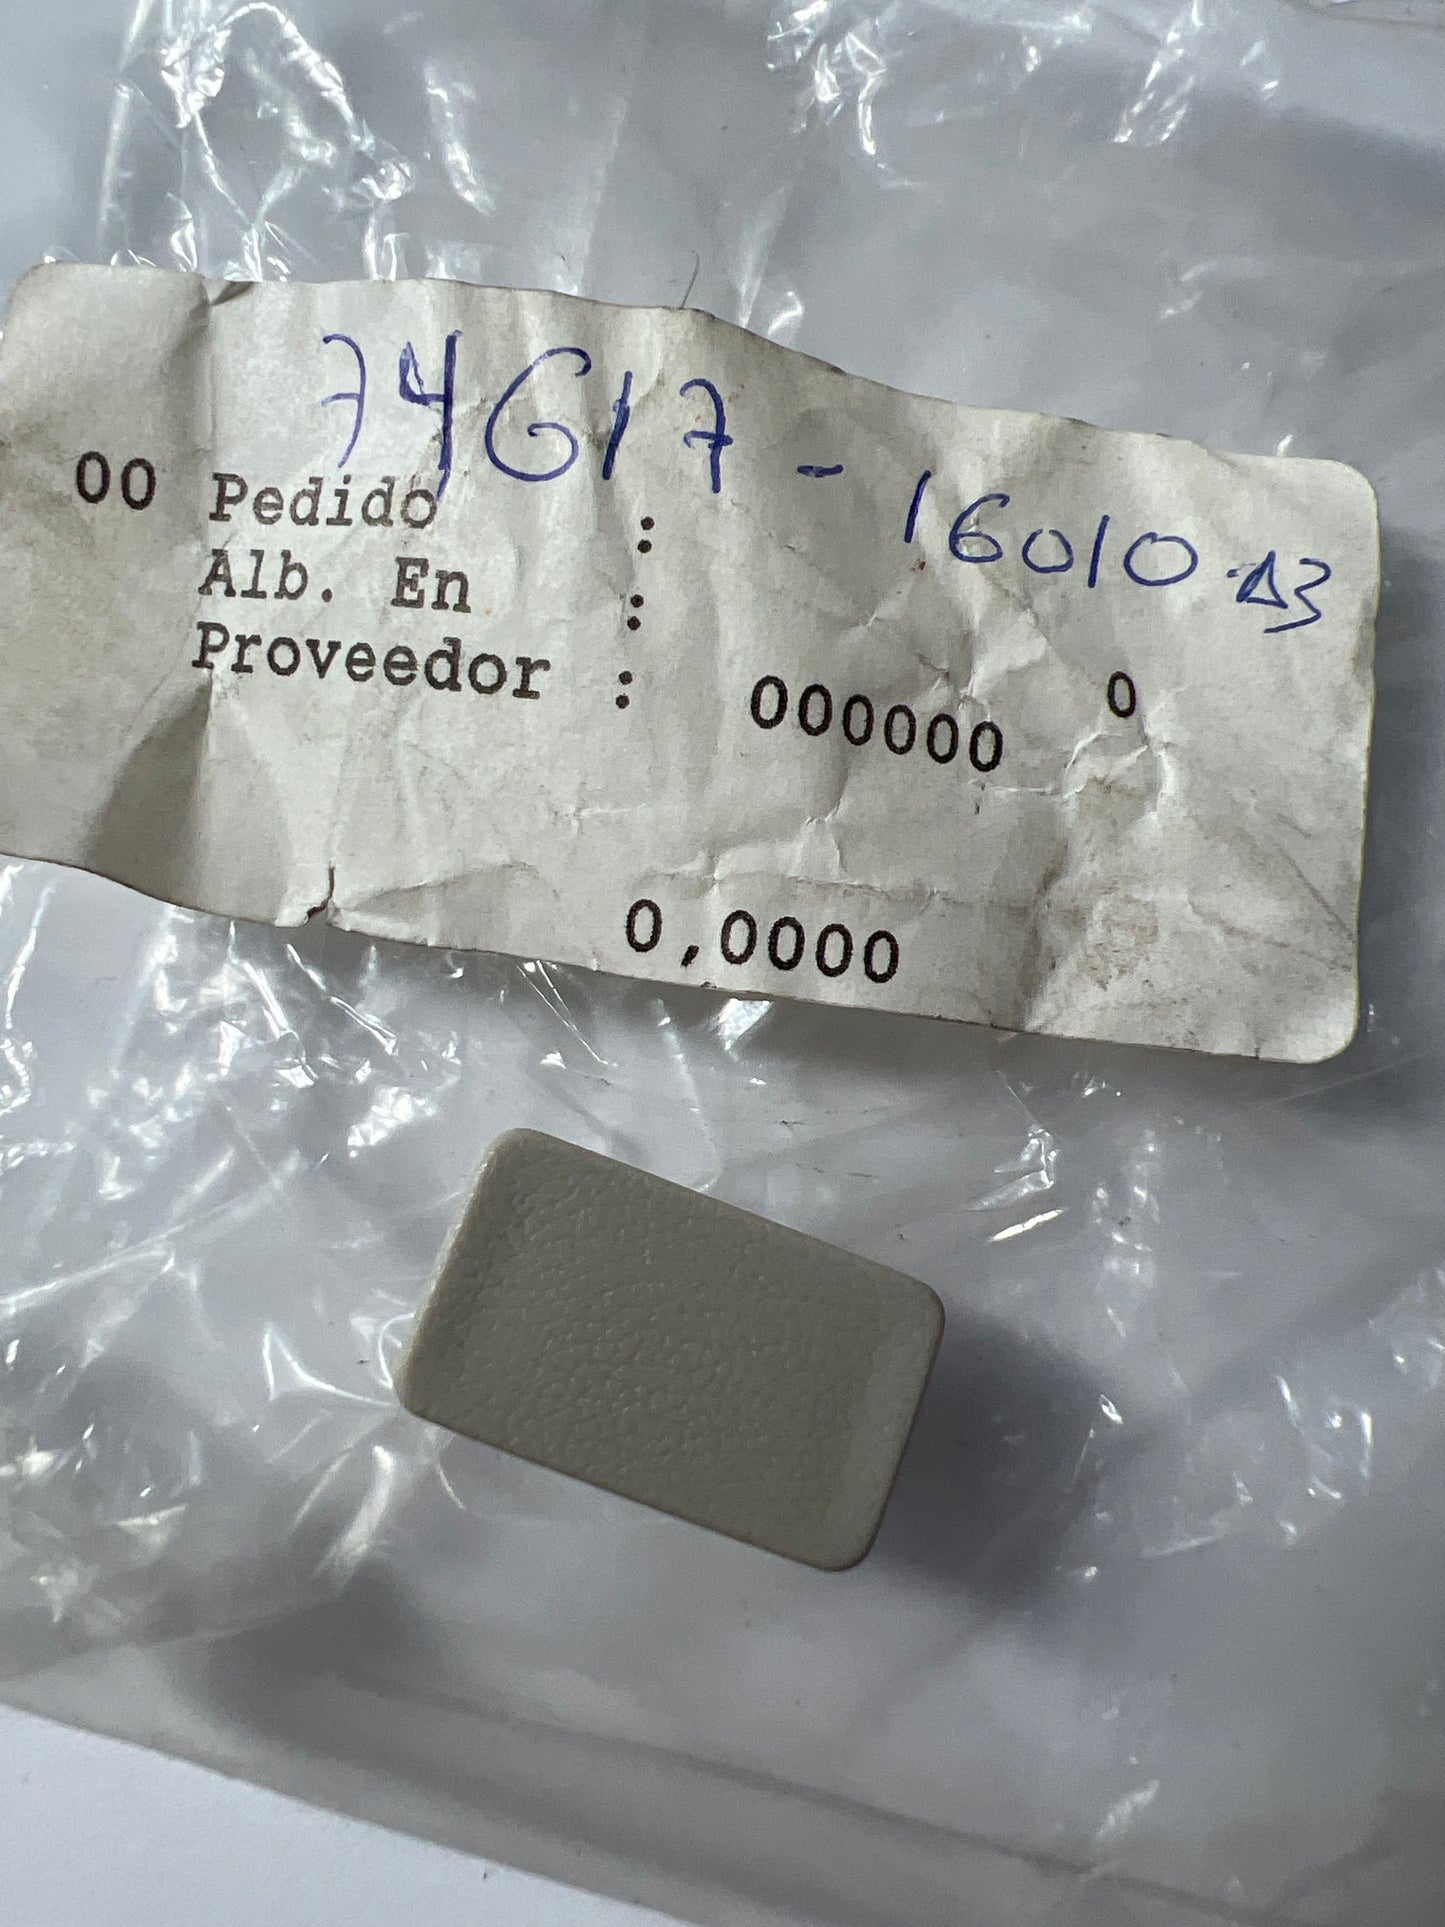 74617-16010-A3
00 Pedido :
Alb. En :
Proveedor : 000000 0
0,0000